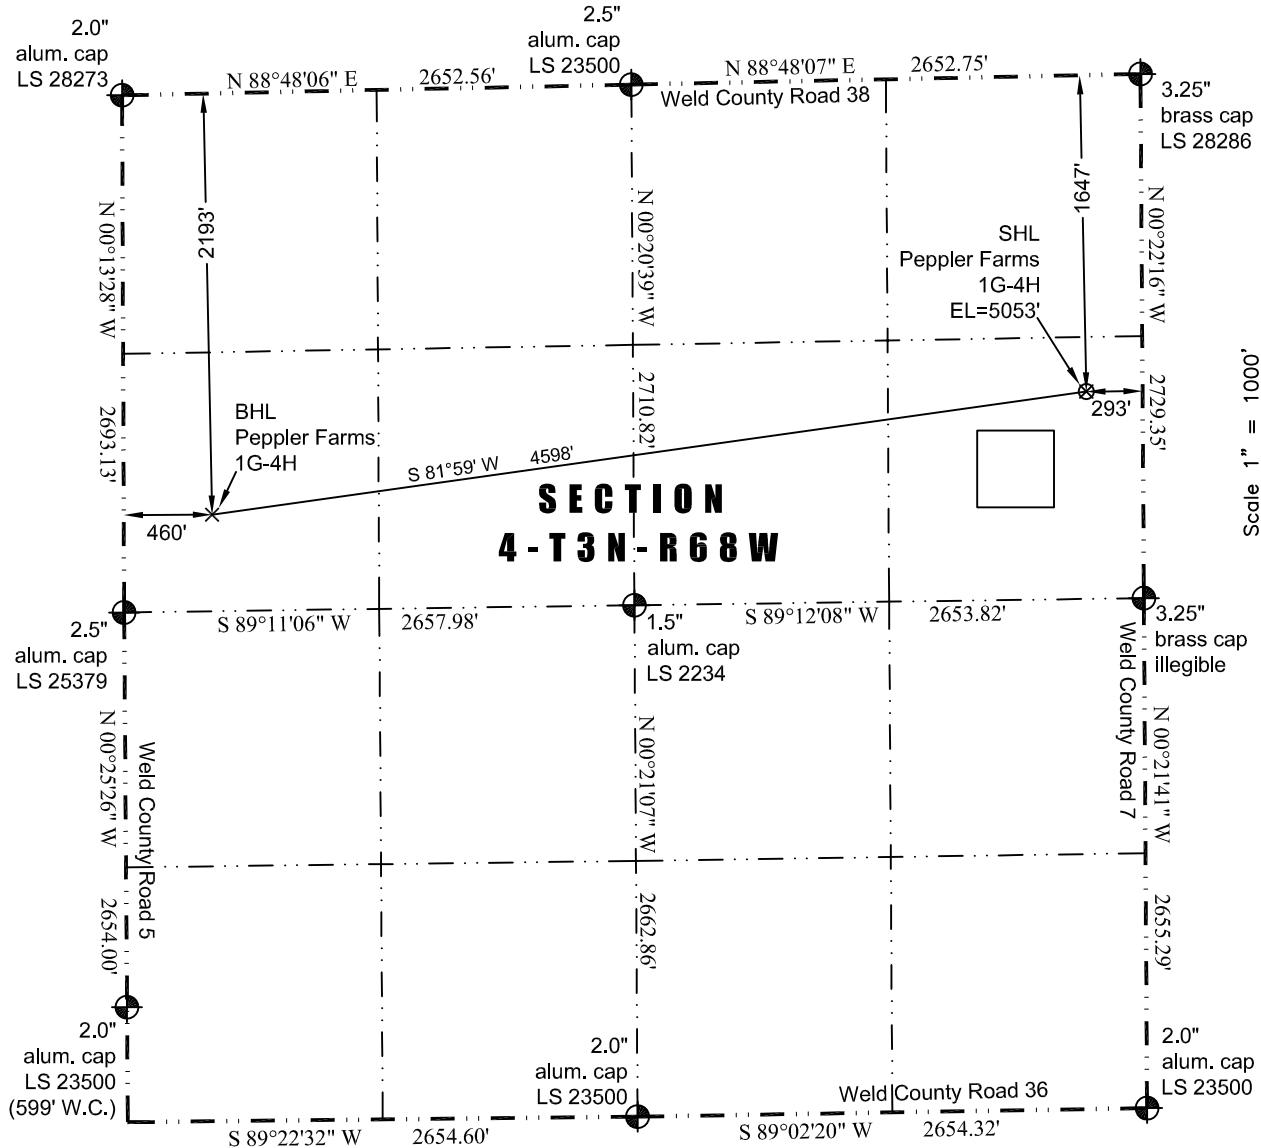 2.0"
alum. cap
LS 28273
2.5"
alum. cap
LS 23500
N 88°48'06" E
2652.56'
N 88°48'07" E
2652.75'
Weld County Road 38
3.25"
brass cap
LS 28286
N 00°13'28" W
2193'
N 00°20'39" W
1647'
N 00°22'16" W
SHL
Peppler Farms
1G-4H
EL=5053'
293'
Scale 1" = 1000'
2693.13'
2710.82'
2729.35'
BHL
Peppler Farms
1G-4H
460'
S 81°59' W
4598'
SECTION
4-T3N-R68W
S 89°11'06" W
2657.98'
S 89°12'08" W
2653.82'
2.5"
alum. cap
LS 25379
1.5"
alum. cap
LS 2234
3.25"
brass cap
illegible
N 00°25'26" W
Weld County Road 5
N 00°21'07" W
Weld County Road 7
N 00°21'41" W
2654.00'
2662.86'
2655.29'
2.0"
alum. cap
LS 23500
(599' W.C.)
2.0"
alum. cap
LS 23500
2.0"
alum. cap
LS 23500
Weld County Road 36
S 89°22'32" W
2654.60'
S 89°02'20" W
2654.32'